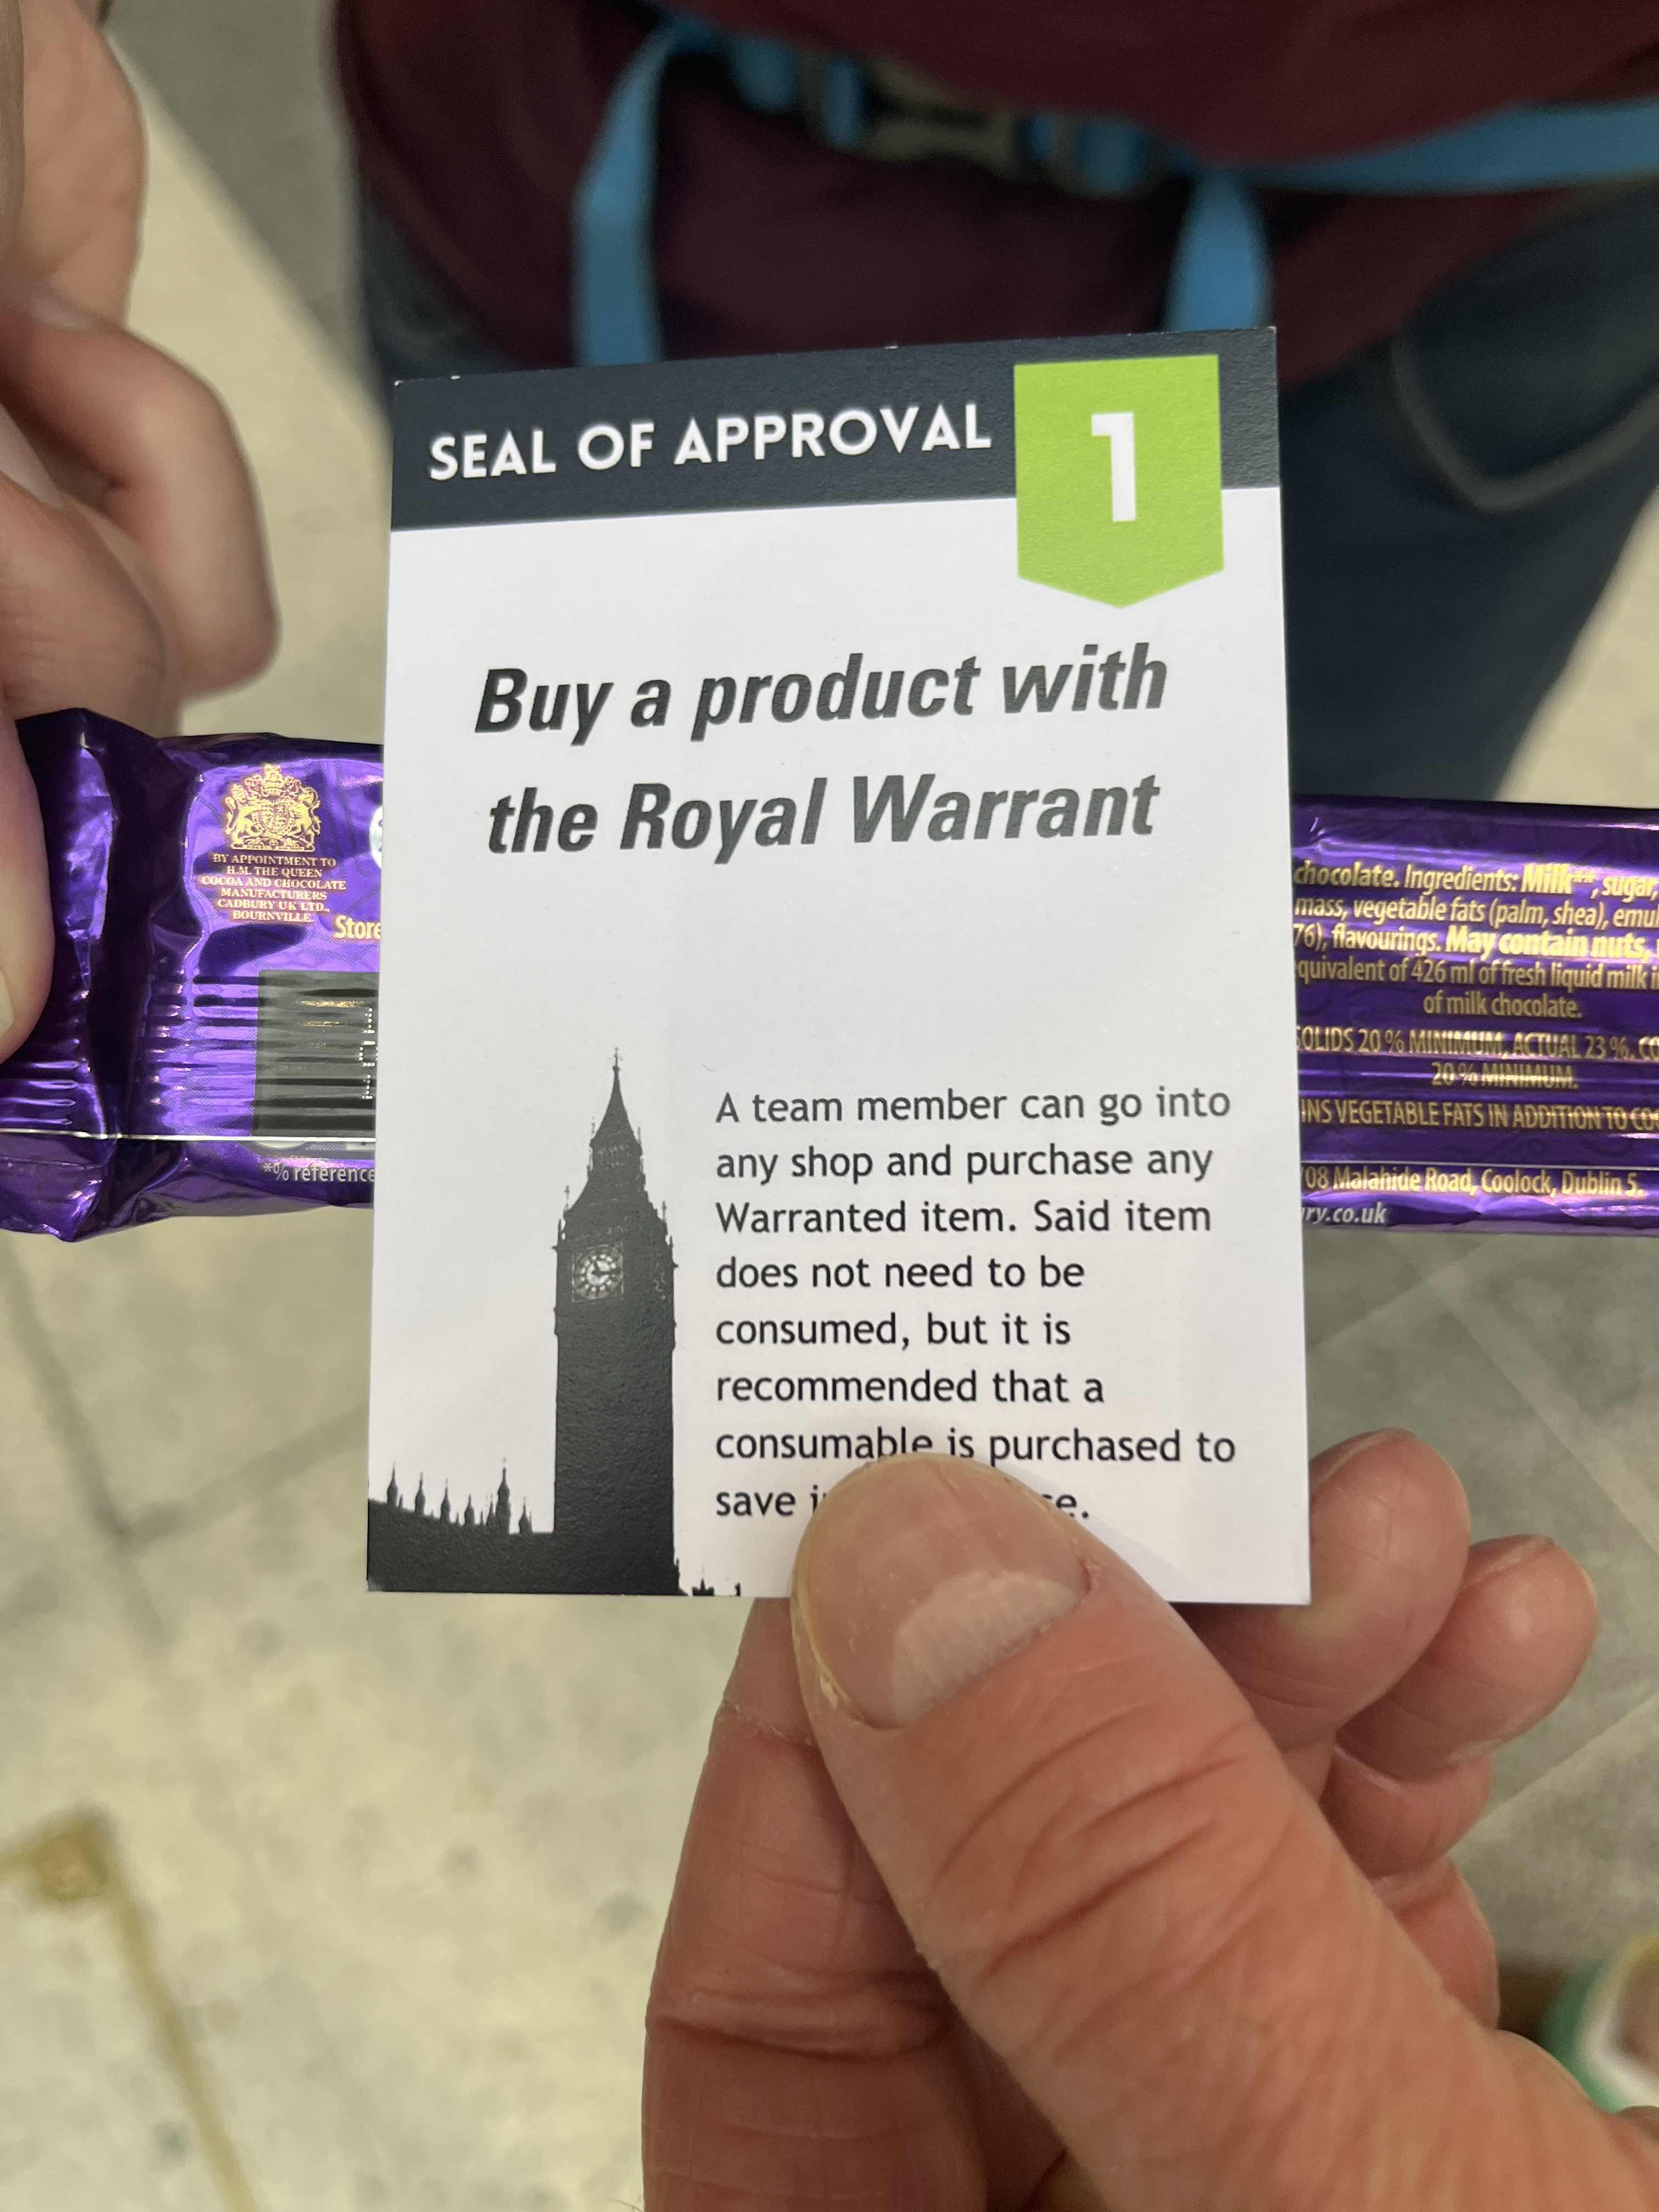 SEAL OF APPROVAL
1
Buy a product with
the Royal Warrant
A team member can go into
any shop and purchase any
Warranted item. Said item
does not need to be
consumed, but it is
recommended that a
consumable is purchased to
save
BY APPOINTMENT TO
H.M. THE QUEEN
COCOA AND CHOCOLATE
MANUFACTURERS
CADBURY UK LTD.,
BOURNVILLE.
Store
*% reference
chocolate. Ingredients: Milk**, sugar,
mass, vegetable fats (palm, shea), emul
76), flavourings. May contain nuts,
quivalent of 426 ml of fresh liquid milk i
of milk chocolate.
OLIDS 20 % MINIMUM, ACTUAL 23 %. CO
20 % MINIMUM.
INS VEGETABLE FATS IN ADDITION TO CO
08 Malahide Road, Coolock, Dublin 5.
ry.co.uk